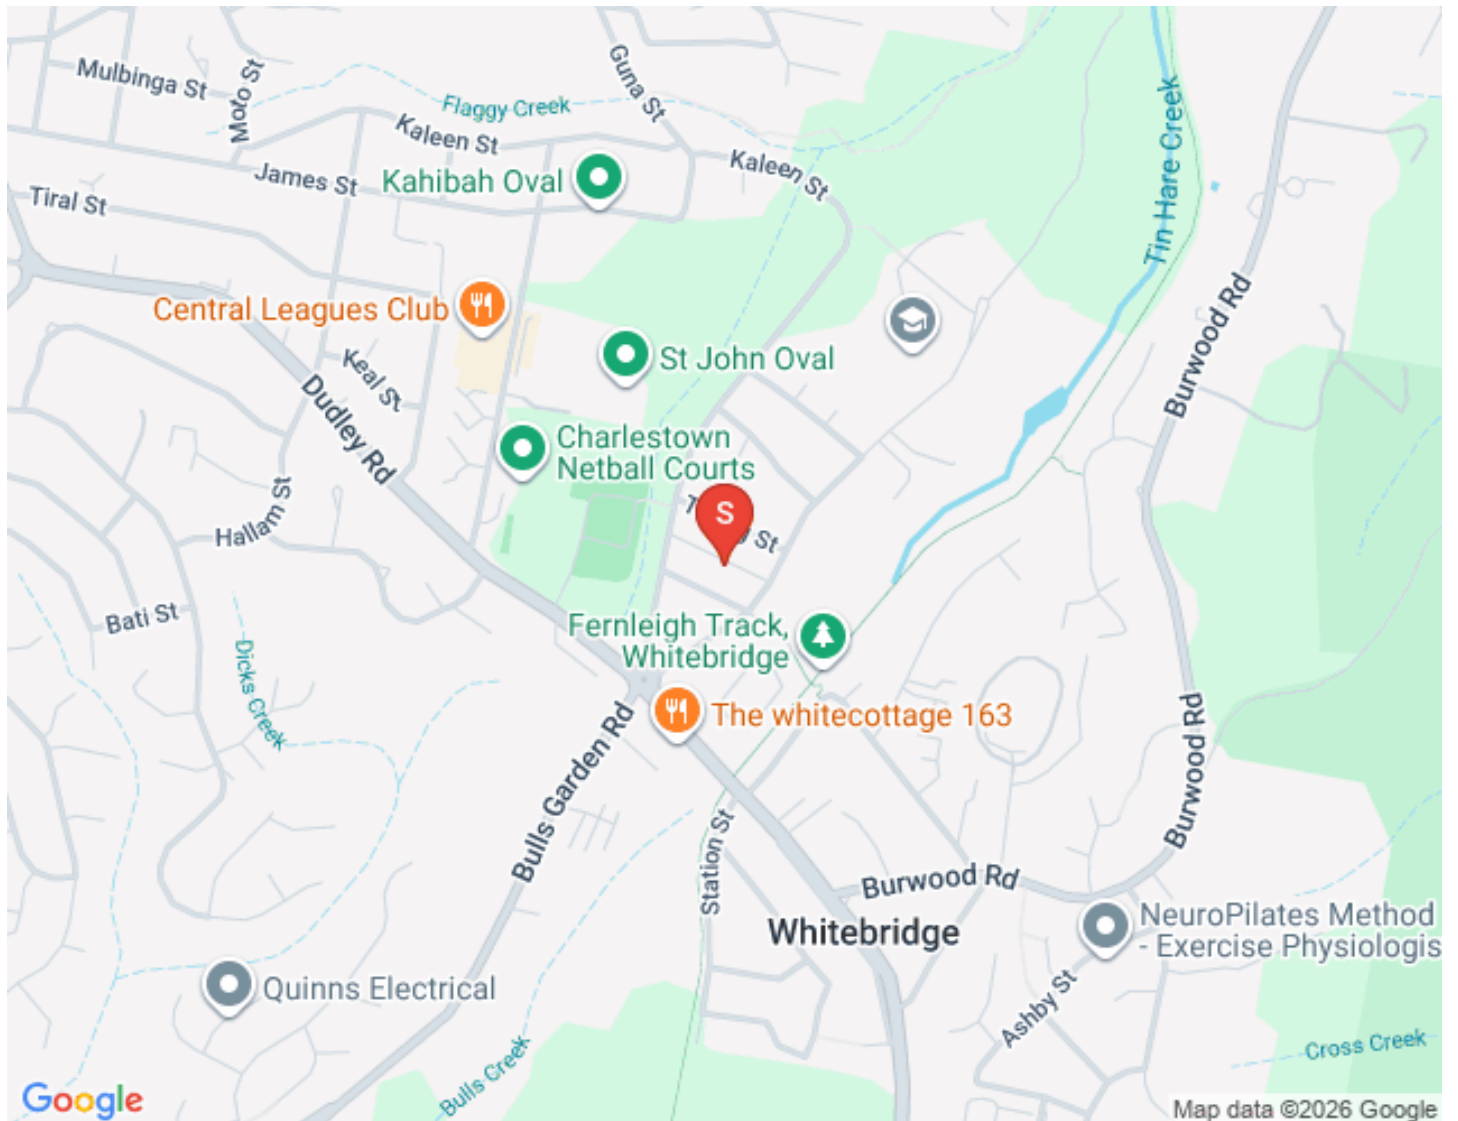 Mulbinga St
Moto St
Flaggy Creek
Guna St
Kaleen St
Kaleen St
James St
Kahibah Oval
Tiral St
Tin Hare Creek
Burwood Rd
Central Leagues Club
Keal St
St John Oval
Dudley Rd
Charlestown
Netball Courts
S
St
Hallam St
Bati St
Fernleigh Track,
Whitebridge
Dicks Creek
The whitecottage 163
Bulls Garden Rd
Burwood Rd
Station St
Burwood Rd
Whitebridge
NeuroPilates Method
- Exercise Physiologis
Quinns Electrical
Ashby St
Cross Creek
Bulls Creek
Google
Map data ©2026 Google